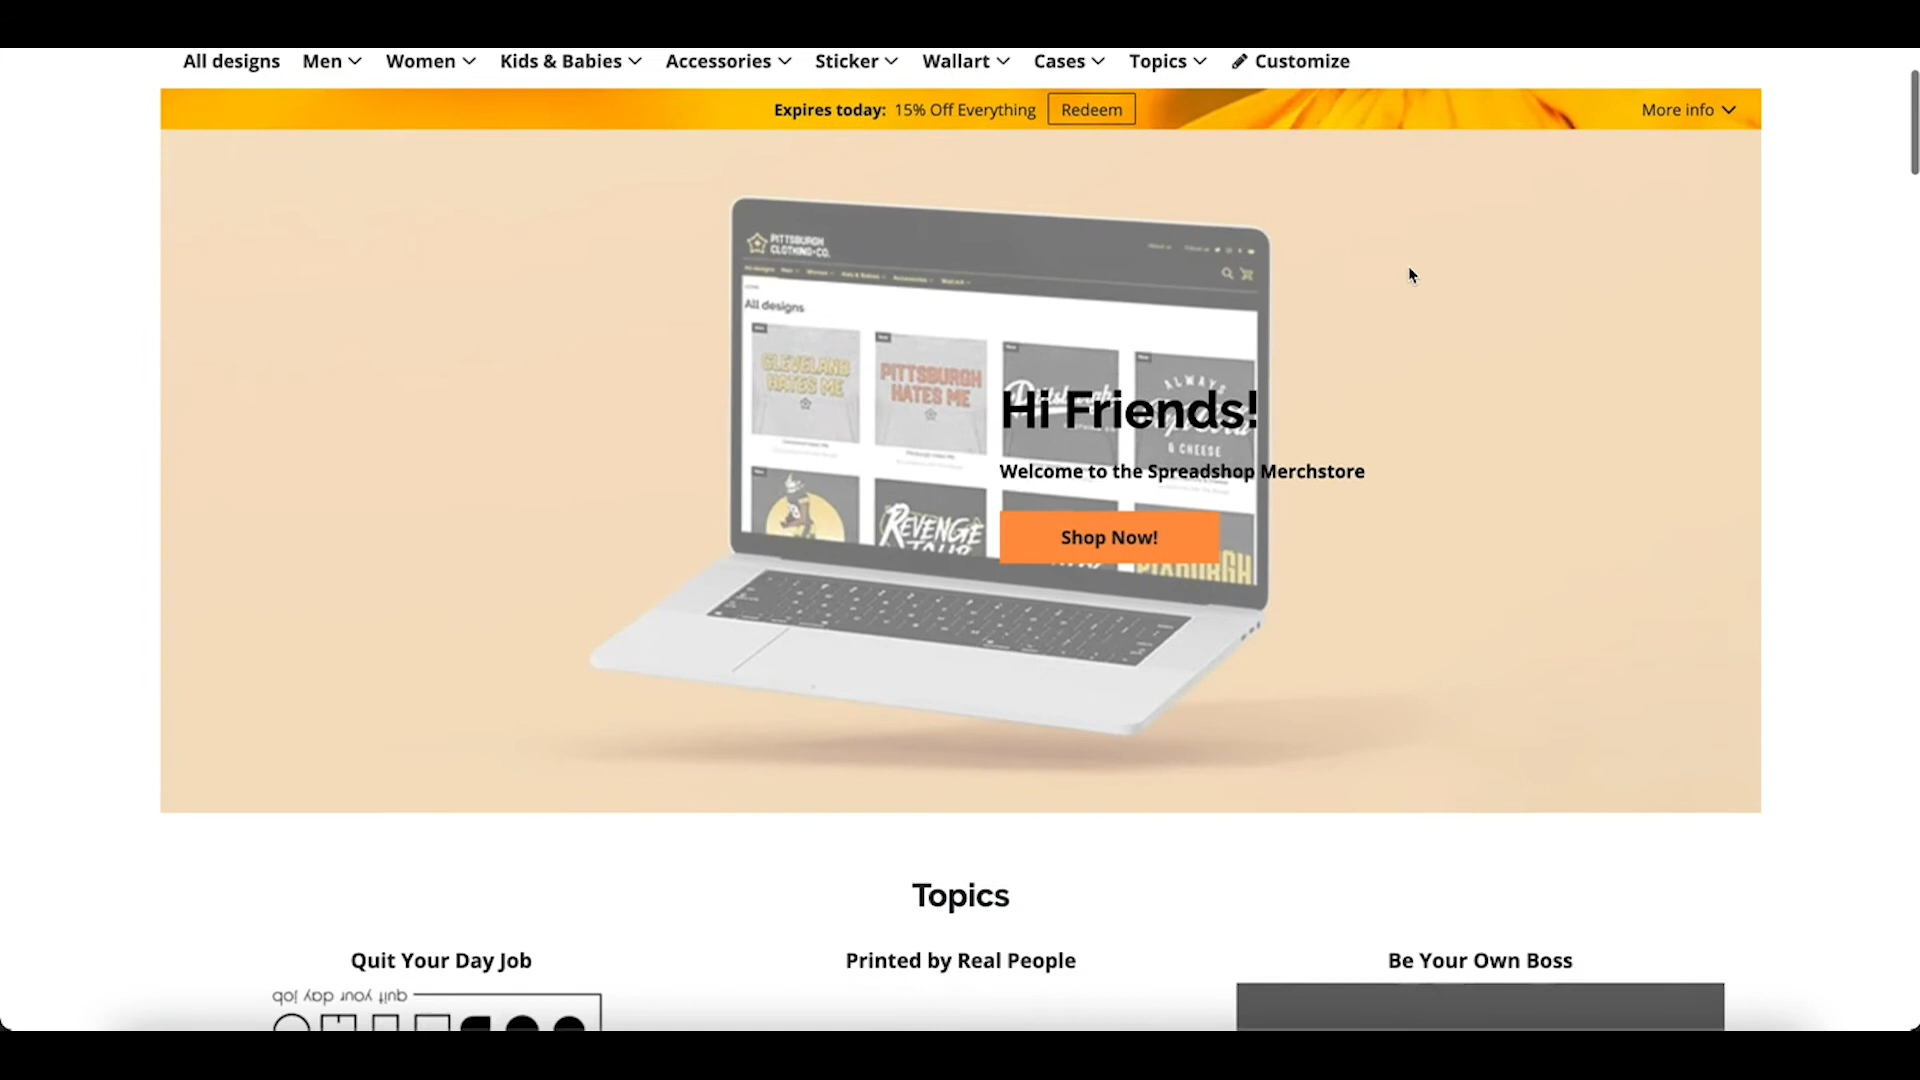 All designs Men Women Kids & Babies Accessories Sticker Wallart Cases Topics Customize
Expires today: 15% Off Everything Redeem More info
PITTSBURGH
CLOTHING CO.
All designs
CLEVELAND
HATES ME
PITTSBURGH
HATES ME
ALWAYS
& CHEESE
REVENGE
TOUR
Hi Friends!
Welcome to the Spreadshop Merchstore
Shop Now!
Topics
Quit Your Day Job
Printed by Real People
Be Your Own Boss
quit your day job